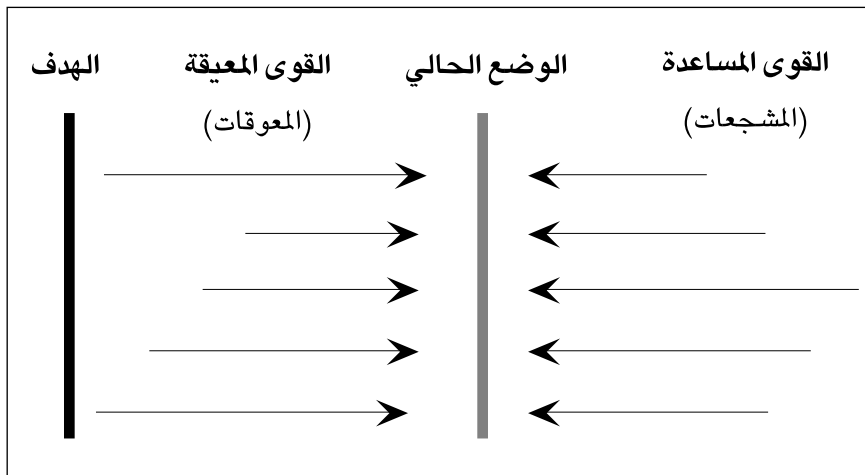 القوى المساعدة
(المشجعات)
الوضع الحالي
القوى المعيقة
(المعوقات)
الهدف